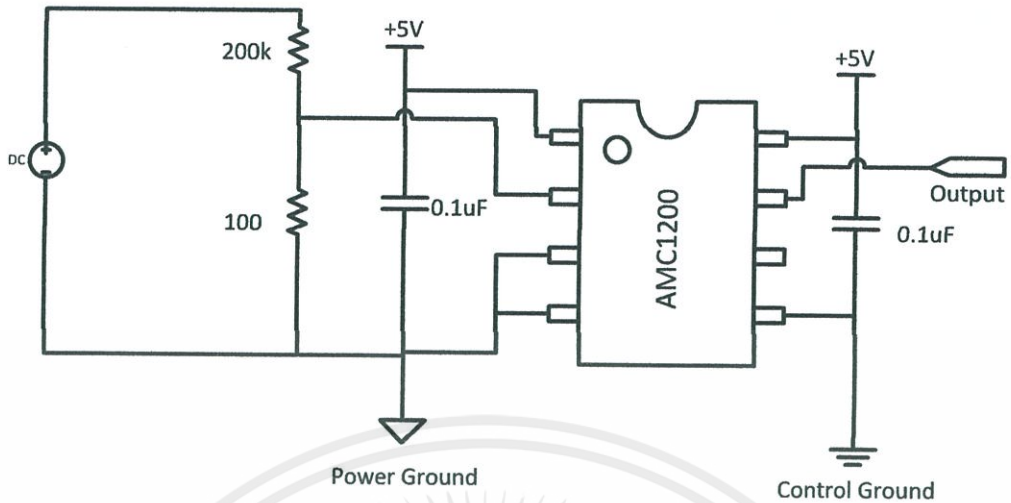 200k
+5V
+5V
DC
100
0.1uF
AMC1200
Output
0.1uF
Power Ground
Control Ground